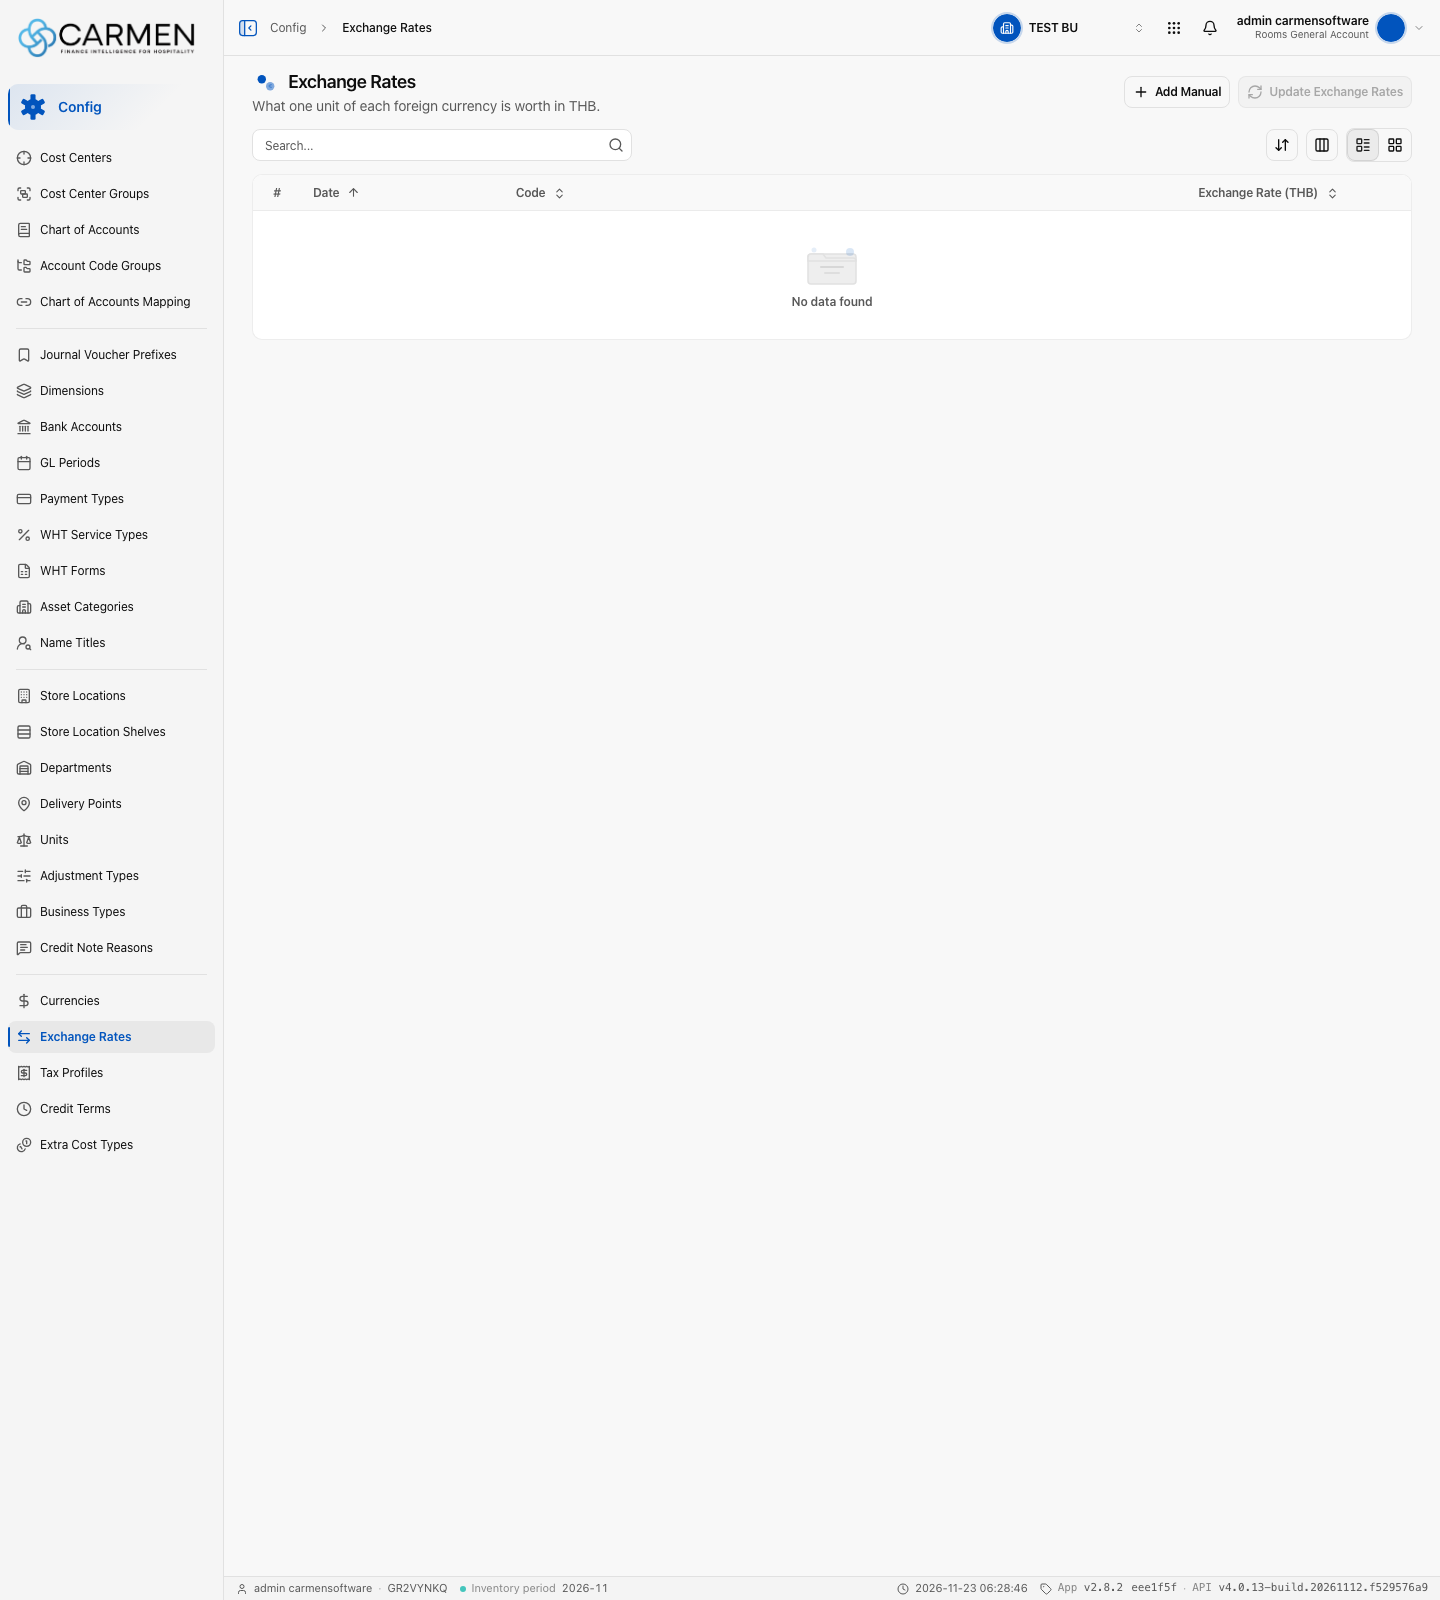 CARMEN
FINANCE INTELLIGENCE FOR HOSPITALITY
Config
Cost Centers
Cost Center Groups
Chart of Accounts
Account Code Groups
Chart of Accounts Mapping
Journal Voucher Prefixes
Dimensions
Bank Accounts
GL Periods
Payment Types
WHT Service Types
WHT Forms
Asset Categories
Name Titles
Store Locations
Store Location Shelves
Departments
Delivery Points
Units
Adjustment Types
Business Types
Credit Note Reasons
Currencies
Exchange Rates
Tax Profiles
Credit Terms
Extra Cost Types
Config > Exchange Rates
TEST BU
admin carmensoftware
Rooms General Account
Exchange Rates
What one unit of each foreign currency is worth in THB.
Add Manual
Update Exchange Rates
Search...
# Date Code Exchange Rate (THB)
No data found
admin carmensoftware · GR2VYNKQ Inventory period 2026-11
2026-11-23 06:28:46 App v2.8.2 eee1f5f · API v4.0.13-build.20261112.f529576a9